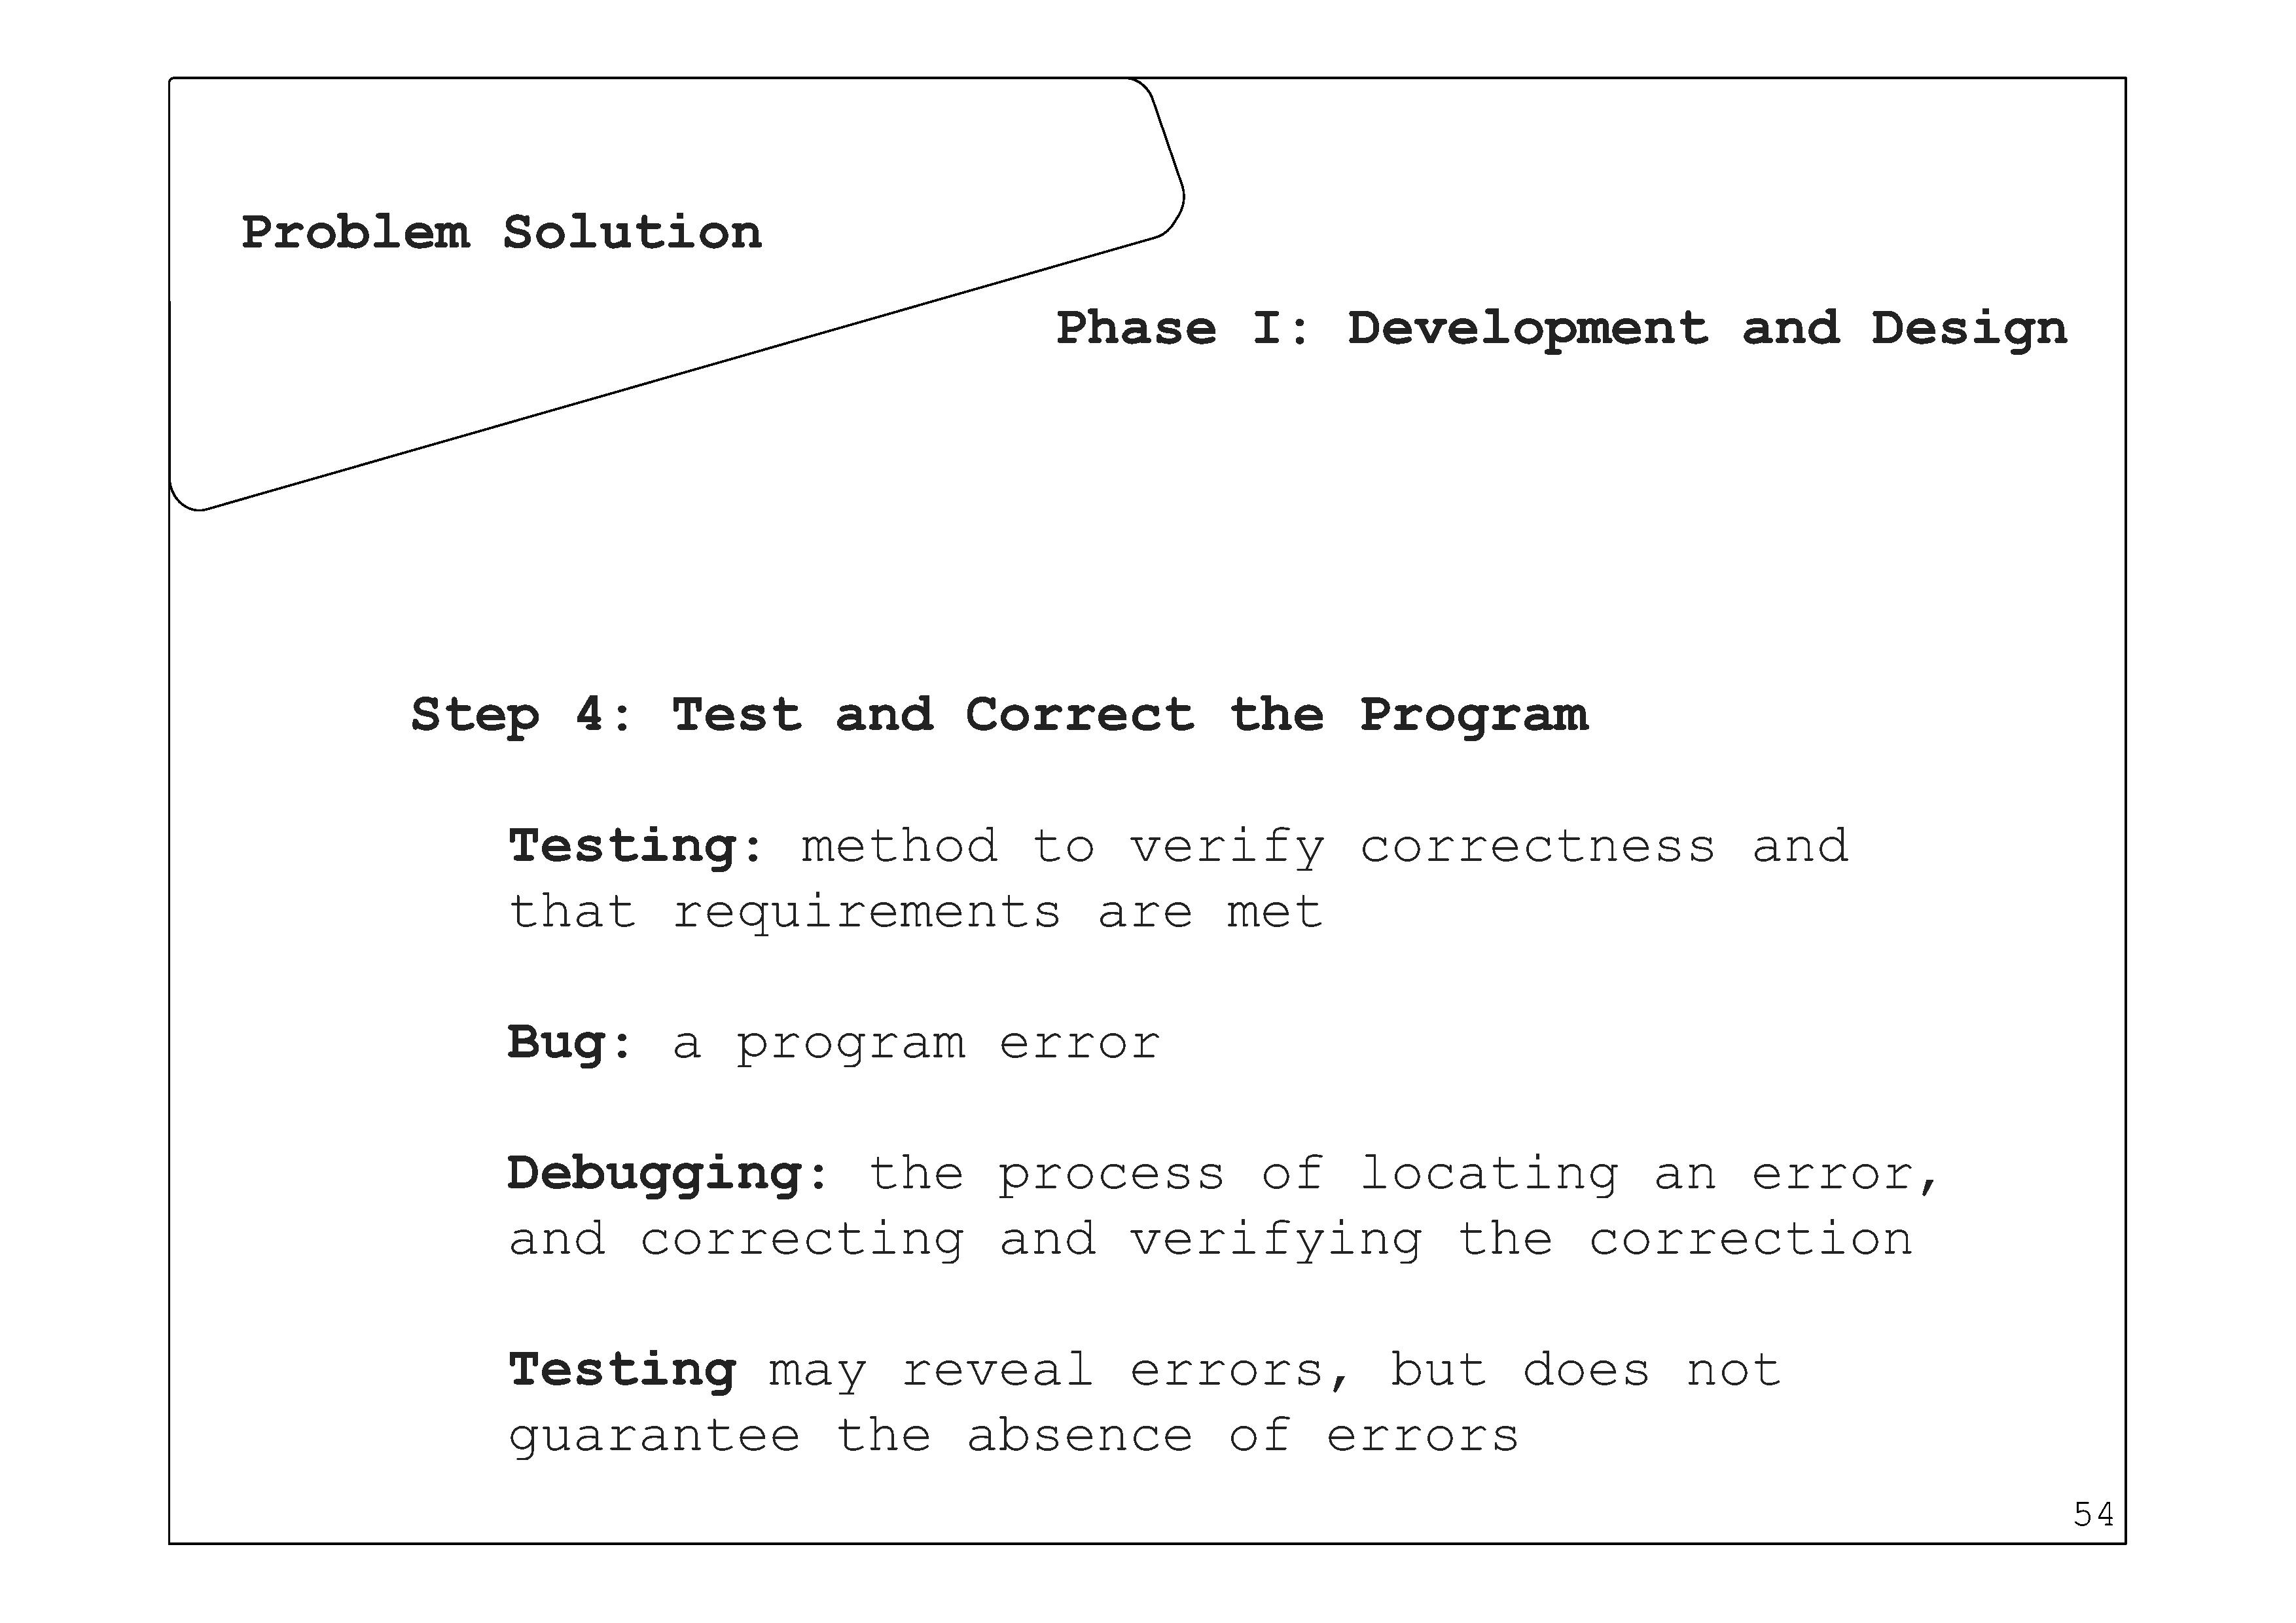 Problem Solution
Phase I: Development and Design
Step 4: Test and Correct the Program
Testing: method to verify correctness and
that requirements are met
Bug: a program error
Debugging: the process of locating an error,
and correcting and verifying the correction
Testing may reveal errors, but does not
guarantee the absence of errors
54